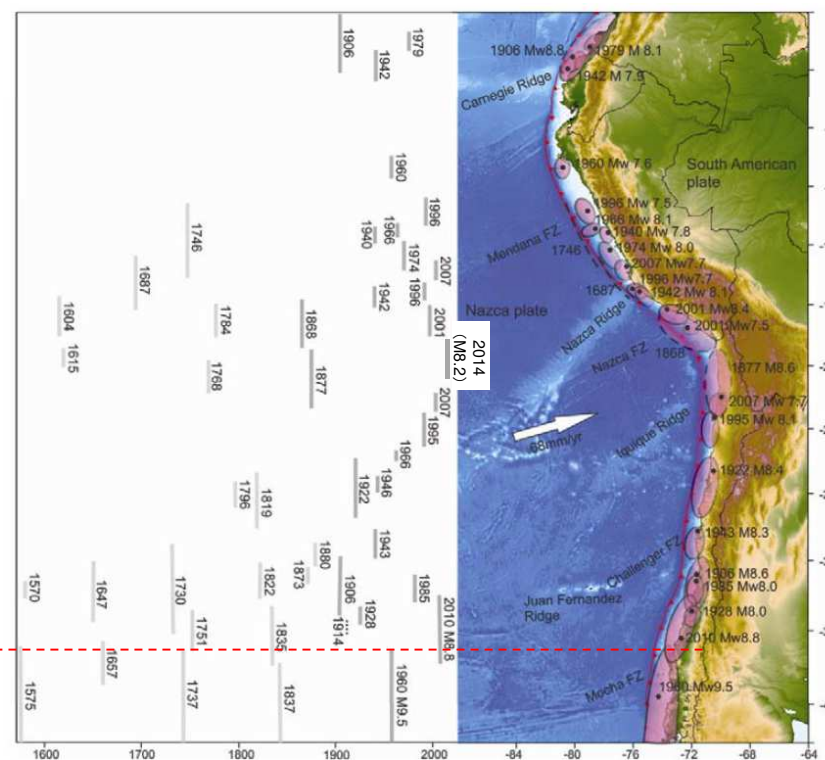 1906
1979
1942
1960
1996
1966
1940
1746
1974
2007
1687
1996
1942
1604
1784
1868
2001
2014
(M8.2)
1615
1877
1768
2007
1995
1966
1922
1946
1796
1819
1943
1880
1873
1570
1647
1730
1822
1906
1985
1928
1914
2010 M8.8
1751
1835
1657
1575
1737
1837
1960 M9.5
1600
1700
1800
1900
2000
1906 Mw8.8
1979 M 8.1
1942 M 7.9
Carnegie Ridge
1960 Mw 7.6
South American
plate
1996 Mw 7.5
1966 Mw 8.1
1940 Mw 7.8
Mendana FZ
1746
1974 Mw 8.0
2007 Mw7.7
1996 Mw7.7
1687
1942 Mw 8.1
Nazca plate
2001 Mw8.4
Nazca Ridge
2001 Mw7.5
Nazca FZ
1868
1877 M8.6
2007 Mw 7.7
68mm/yr
Iquique Ridge
1995 Mw 8.1
1922 M8.4
1943 M8.3
Challenger FZ
1906 M8.6
1985 Mw8.0
Juan Fernandez
Ridge
1928 M8.0
2010 Mw8.8
Mocha FZ
1960 Mw9.5
-84
-80
-76
-72
-68
-64